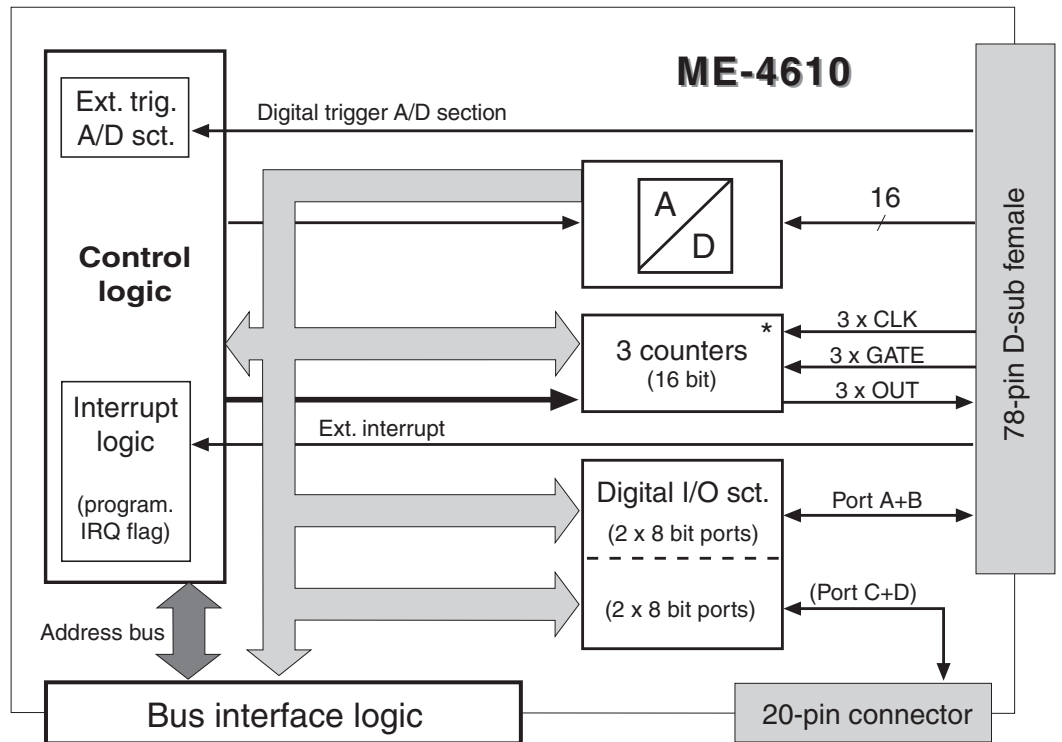 ME-4610
Ext. trig.
A/D sct.
Digital trigger A/D section
A
D
16
Control
logic
3 counters
(16 bit)
*
3 x CLK
3 x GATE
3 x OUT
Interrupt
logic
(program.
IRQ flag)
Ext. interrupt
Digital I/O sct.
(2 x 8 bit ports)
(2 x 8 bit ports)
Port A+B
(Port C+D)
78-pin D-sub female
Address bus
Bus interface logic
20-pin connector